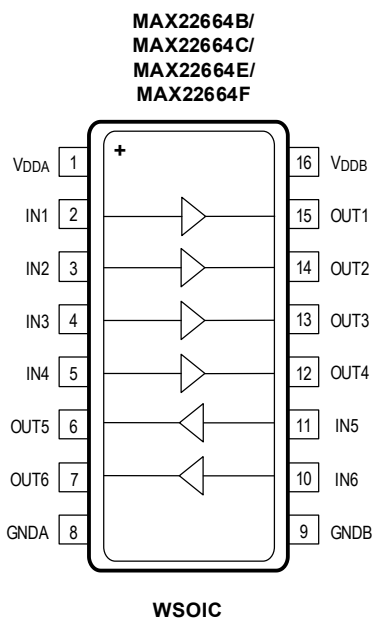 MAX22664B/
MAX22664C/
MAX22664E/
MAX22664F
+
VDDA 1 16 VDDB
IN1 2 15 OUT1
IN2 3 14 OUT2
IN3 4 13 OUT3
IN4 5 12 OUT4
OUT5 6 11 IN5
OUT6 7 10 IN6
GNDA 8 9 GNDB
WSOIC